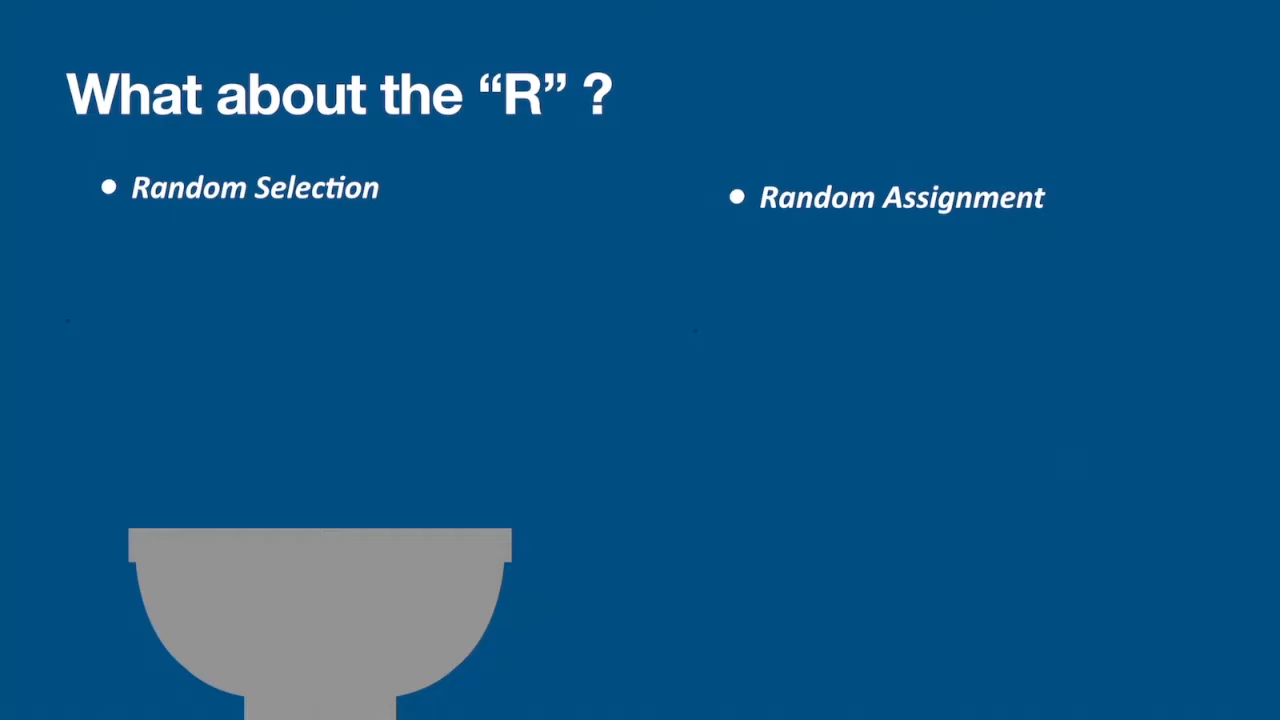 What about the “R” ?
Random Selection
Random Assignment